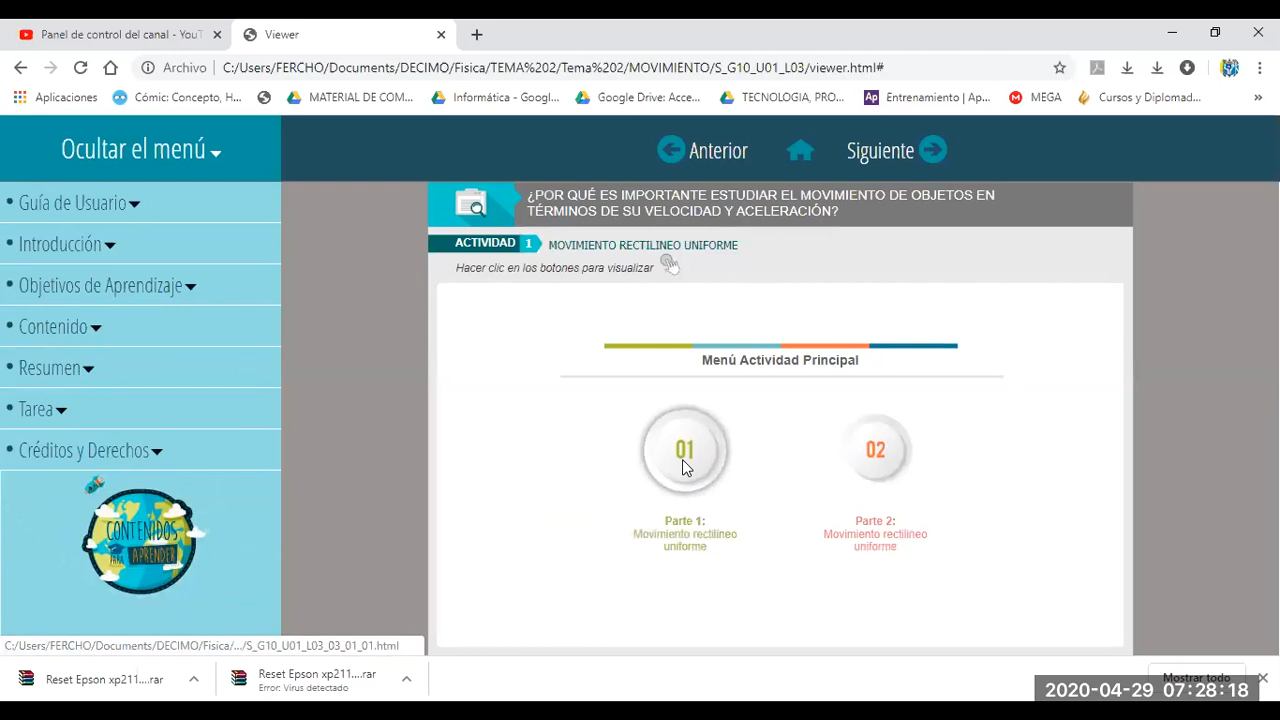 Panel de control del canal - YouT
Viewer
Archivo
C:/Users/FERCHO/Documents/DECIMO/Fisica/TEMA%202/Tema%202/MOVIMIENTO/S_G10_U01_L03/viewer.html#
Aplicaciones
Cómic: Concepto, H...
MATERIAL DE COM...
Informática - Googl...
Google Drive: Acce...
TECNOLOGIA, PRO...
Ap
Entrenamiento | Ap...
MEGA
Cursos y Diplomad...
»
Ocultar el menú
Anterior
Siguiente
• Guía de Usuario
• Introducción
• Objetivos de Aprendizaje
• Contenido
• Resumen
• Tarea
• Créditos y Derechos
CONTENIDOS
PARA
APRENDER
¿POR QUÉ ES IMPORTANTE ESTUDIAR EL MOVIMIENTO DE OBJETOS EN
TÉRMINOS DE SU VELOCIDAD Y ACELERACIÓN?
ACTIVIDAD 1 MOVIMIENTO RECTILINEO UNIFORME
Hacer clic en los botones para visualizar
Menú Actividad Principal
01
02
Parte 1:
Movimiento rectilíneo
uniforme
Parte 2:
Movimiento rectilíneo
uniforme
C:/Users/FERCHO/Documents/DECIMO/Fisica/.../S_G10_U01_L03_03_01_01.html
Reset Epson xp211....rar
Reset Epson xp211....rar
Error: Virus detectado
Mostrar todo
2020-04-29 07:28:18